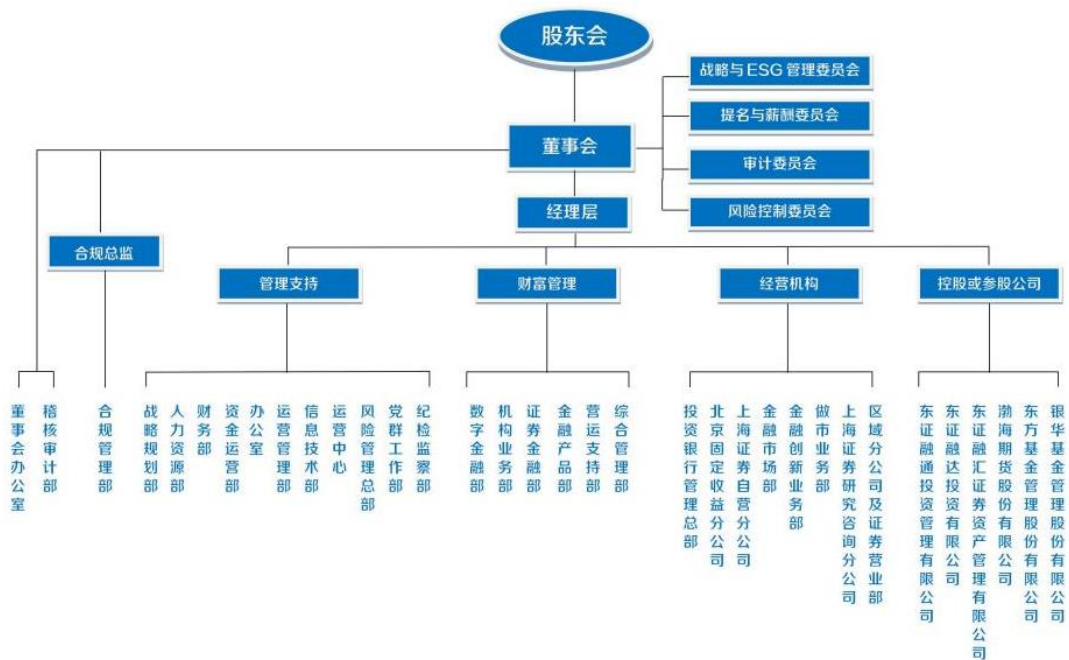 股东会
战略与ESG管理委员会
提名与薪酬委员会
董事会
审计委员会
经理层
风险控制委员会
合规总监
管理支持
财富管理
经营机构
控股或参股公司
董事会办公室
稽核审计部
合规管理部
战略规划部
人力资源部
财务部
资金运营部
办公室
运营管理部
信息技术部
运营中心
风险管理总部
党群工作部
纪检监察部
数字金融部
机构业务部
证券金融部
金融产品部
营运支持部
综合管理部
投资银行管理总部
北京固定收益分公司
上海证券自营分公司
金融市场部
金融创新业务部
做市业务部
上海证券研究咨询分公司
区域分公司及证券营业部
东证融通投资管理有限公司
东证融达投资有限公司
东证融汇证券资产管理有限公司
渤海期货股份有限公司
东方基金管理股份有限公司
银华基金管理股份有限公司